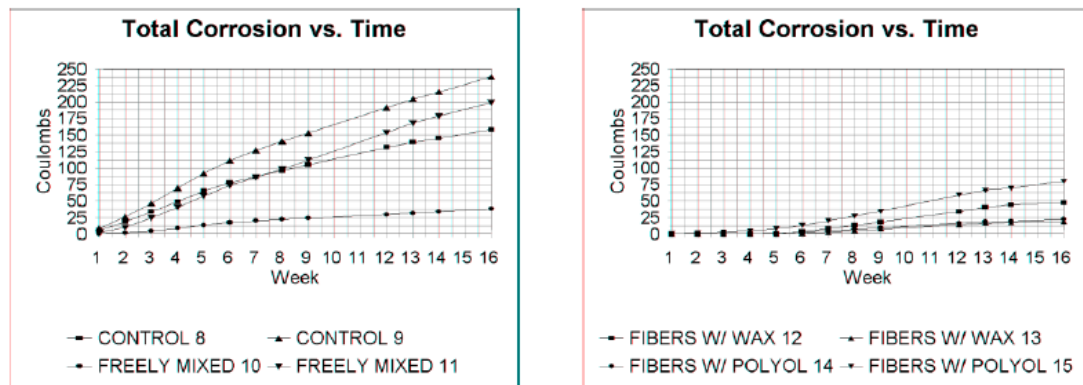 Total Corrosion vs. Time
250
225
200
175
150
125
100
75
50
25
0
Coulombs
1 2 3 4 5 6 7 8 9 10 11 12 13 14 15 16
Week
CONTROL 8
CONTROL 9
FREELY MIXED 10
FREELY MIXED 11
Total Corrosion vs. Time
250
225
200
175
150
125
100
75
50
25
0
Coulombs
1 2 3 4 5 6 7 8 9 10 11 12 13 14 15 16
Week
FIBERS W/ WAX 12
FIBERS W/ WAX 13
FIBERS W/ POLYOL 14
FIBERS W/ POLYOL 15